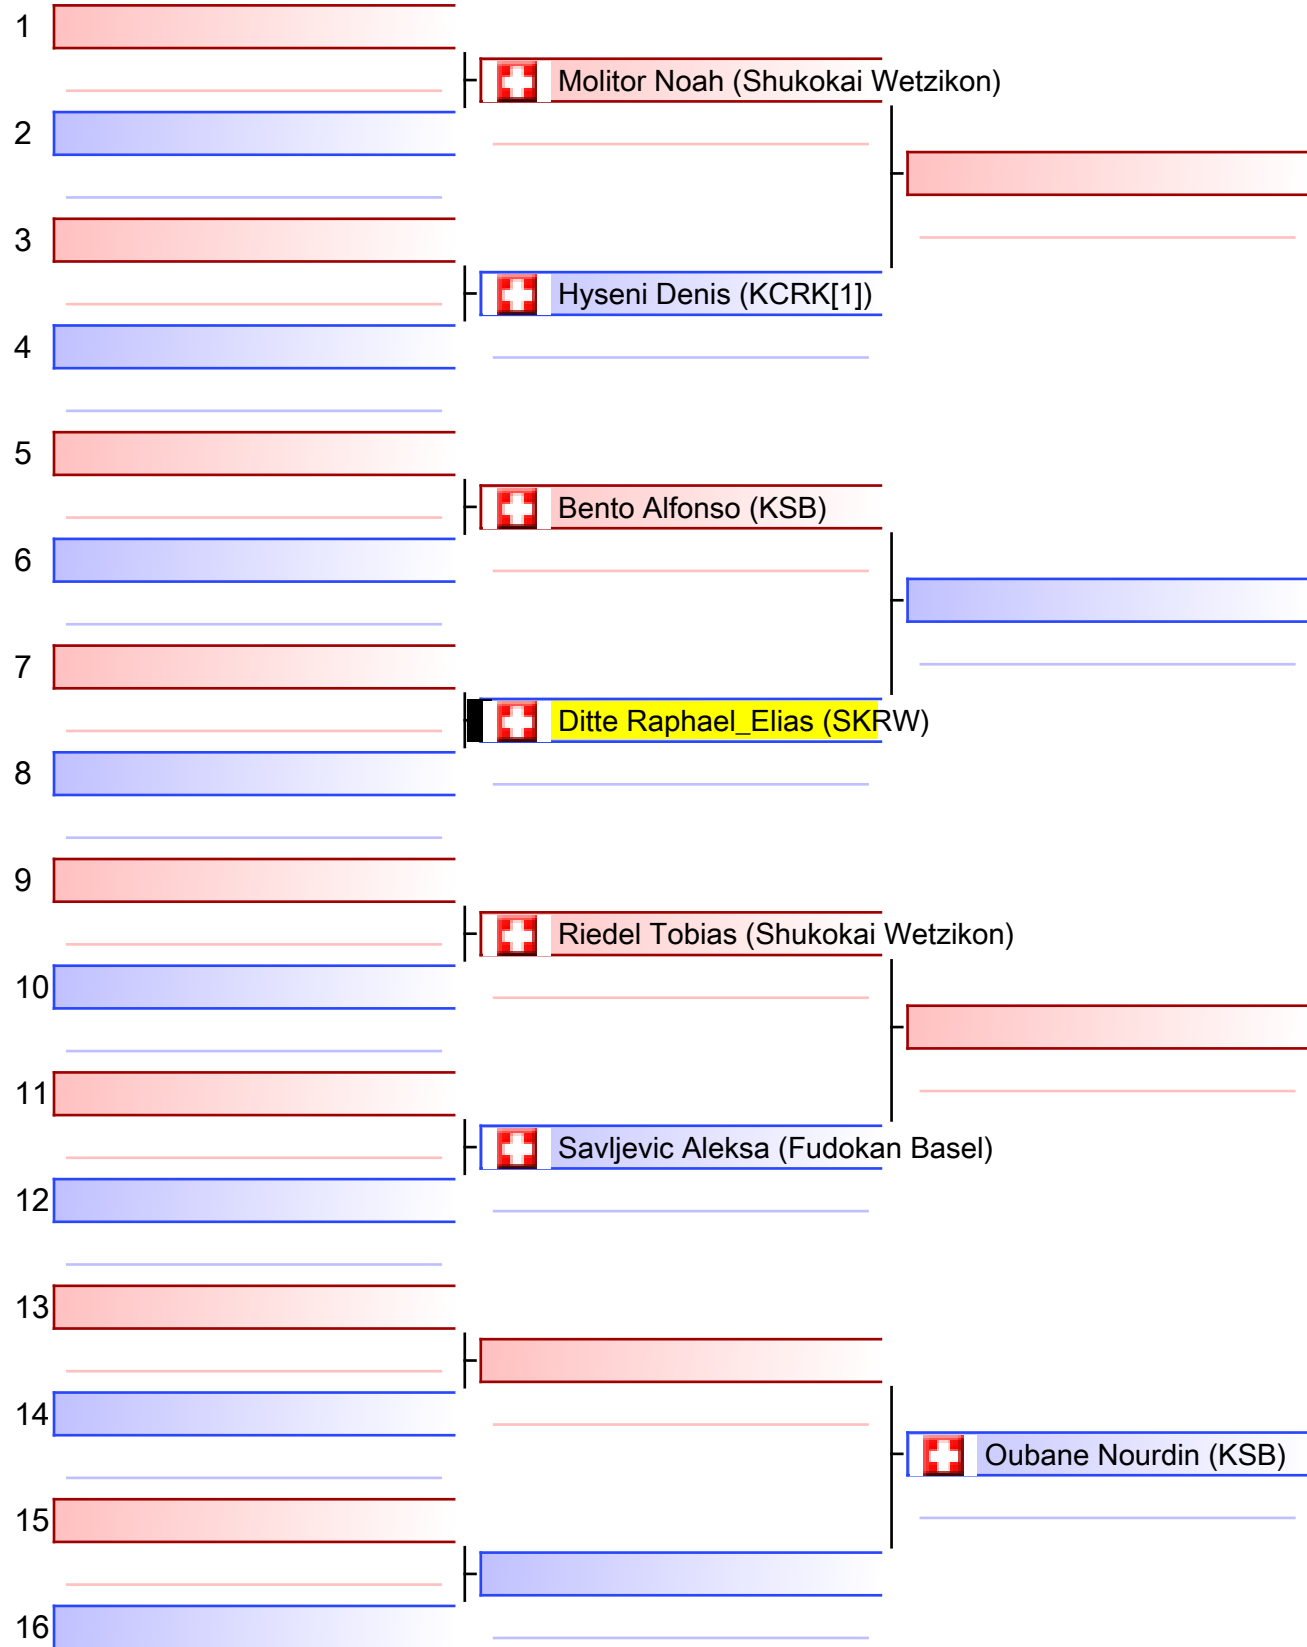 1
Molitor Noah (Shukokai Wetzikon)
2
3
Hyseni Denis (KCRK[1])
4
5
Bento Alfonso (KSB)
6
7
Ditte Raphael_Elias (SKRW)
8
9
Riedel Tobias (Shukokai Wetzikon)
10
11
Savljevic Aleksa (Fudokan Basel)
12
13
14
Oubane Nourdin (KSB)
15
16